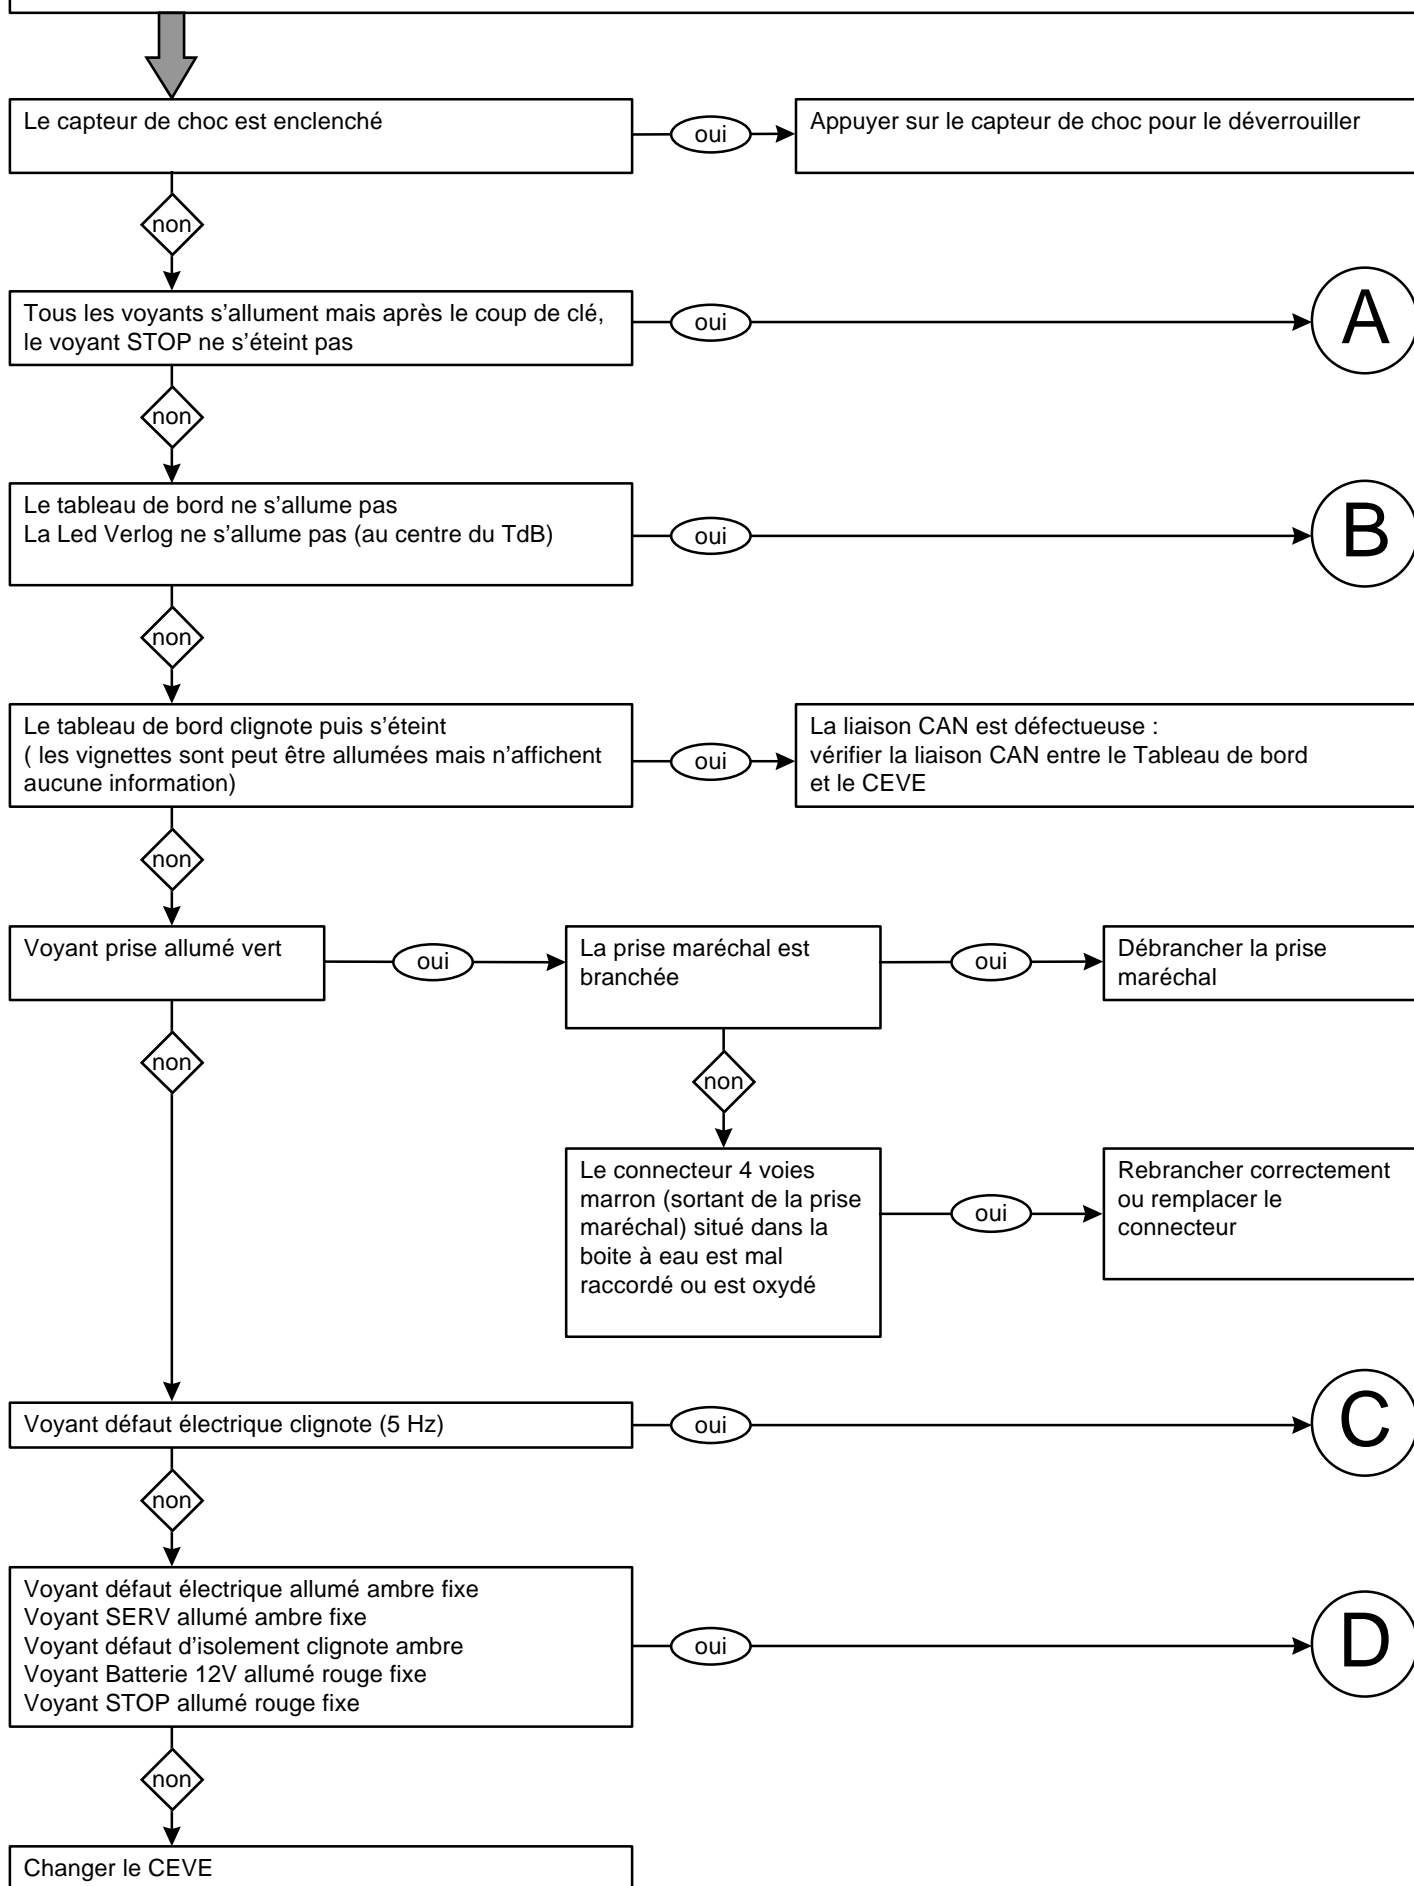 Le capteur de choc est enclenché
oui
Appuyer sur le capteur de choc pour le déverrouiller
non
Tous les voyants s’allument mais après le coup de clé,
le voyant STOP ne s’éteint pas
oui
A
non
Le tableau de bord ne s’allume pas
La Led Verlog ne s’allume pas (au centre du TdB)
oui
B
non
Le tableau de bord clignote puis s’éteint
( les vignettes sont peut être allumées mais n’affichent
aucune information)
oui
La liaison CAN est défectueuse :
vérifier la liaison CAN entre le Tableau de bord
et le CEVE
non
Voyant prise allumé vert
oui
La prise maréchal est
branchée
oui
Débrancher la prise
maréchal
non
non
Le connecteur 4 voies
marron (sortant de la prise
maréchal) situé dans la
boite à eau est mal
raccordé ou est oxydé
oui
Rebrancher correctement
ou remplacer le
connecteur
Voyant défaut électrique clignote (5 Hz)
oui
C
non
Voyant défaut électrique allumé ambre fixe
Voyant SERV allumé ambre fixe
Voyant défaut d'isolement clignote ambre
Voyant Batterie 12V allumé rouge fixe
Voyant STOP allumé rouge fixe
oui
D
non
Changer le CEVE